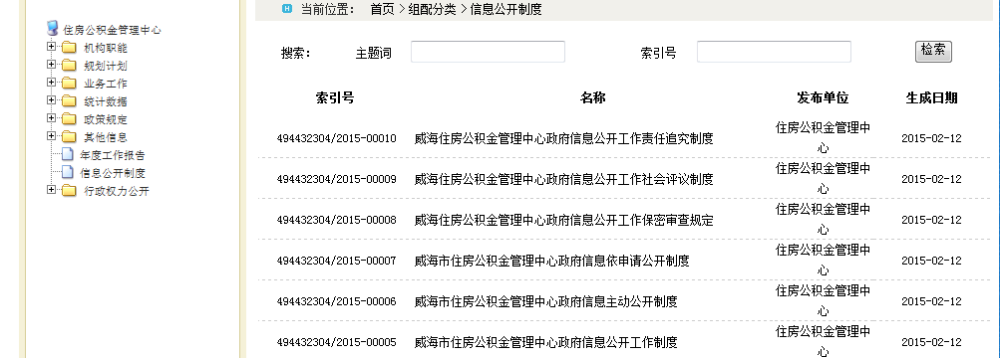 住房公积金管理中心
机构职能
规划计划
业务工作
统计数据
政策规定
其他信息
年度工作报告
信息公开制度
行政权力公开
当前位置： 首页 > 组配分类 > 信息公开制度
搜索： 主题词 索引号 检索
索引号 名称 发布单位 生成日期
494432304/2015-00010 威海住房公积金管理中心政府信息公开工作责任追究制度 住房公积金管理中
心 2015-02-12
494432304/2015-00009 威海住房公积金管理中心政府信息公开工作社会评议制度 住房公积金管理中
心 2015-02-12
494432304/2015-00008 威海住房公积金管理中心政府信息公开工作保密审查规定 住房公积金管理中
心 2015-02-12
494432304/2015-00007 威海市住房公积金管理中心政府信息依申请公开制度 住房公积金管理中
心 2015-02-12
494432304/2015-00006 威海市住房公积金管理中心政府信息主动公开制度 住房公积金管理中
心 2015-02-12
494432304/2015-00005 威海市住房公积金管理中心政府信息公开工作制度 住房公积金管理中
心 2015-02-12